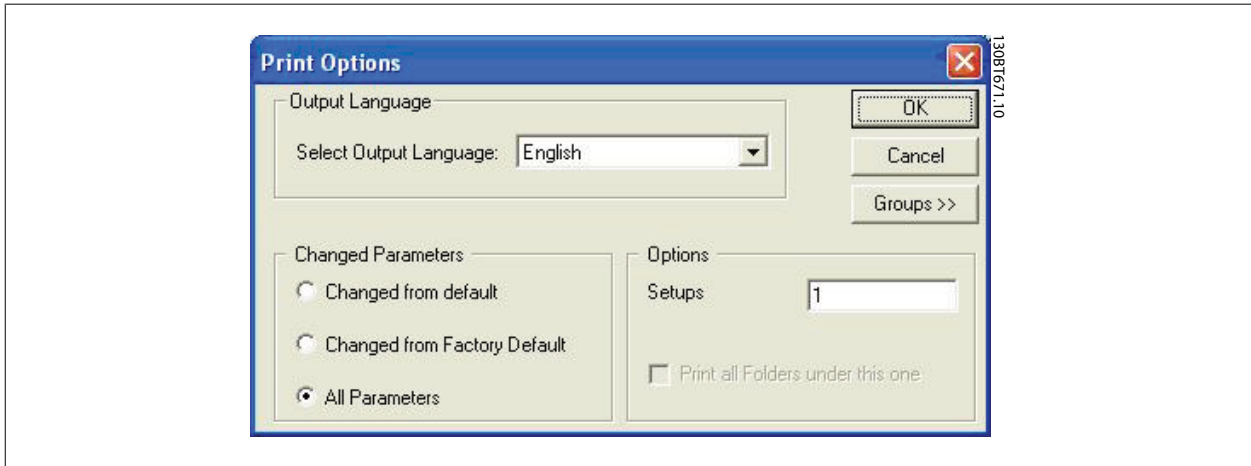 Print Options
Output Language
Select Output Language: English
OK
Cancel
Groups >>
Changed Parameters
Changed from default
Changed from Factory Default
All Parameters
Options
Setups 1
Print all Folders under this one
130BT671.10